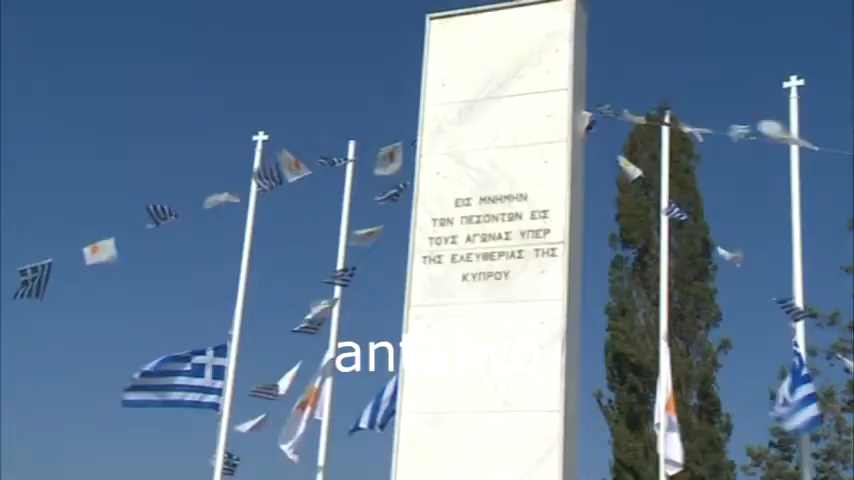 ΕΙΣ ΜΝΗΜΗΝ
ΤΩΝ ΠΕΣΟΝΤΩΝ ΕΙΣ
ΤΟΥΣ ΑΓΩΝΑΣ ΥΠΕΡ
ΤΗΣ ΕΛΕΥΘΕΡΙΑΣ ΤΗΣ
ΚΥΠΡΟΥ